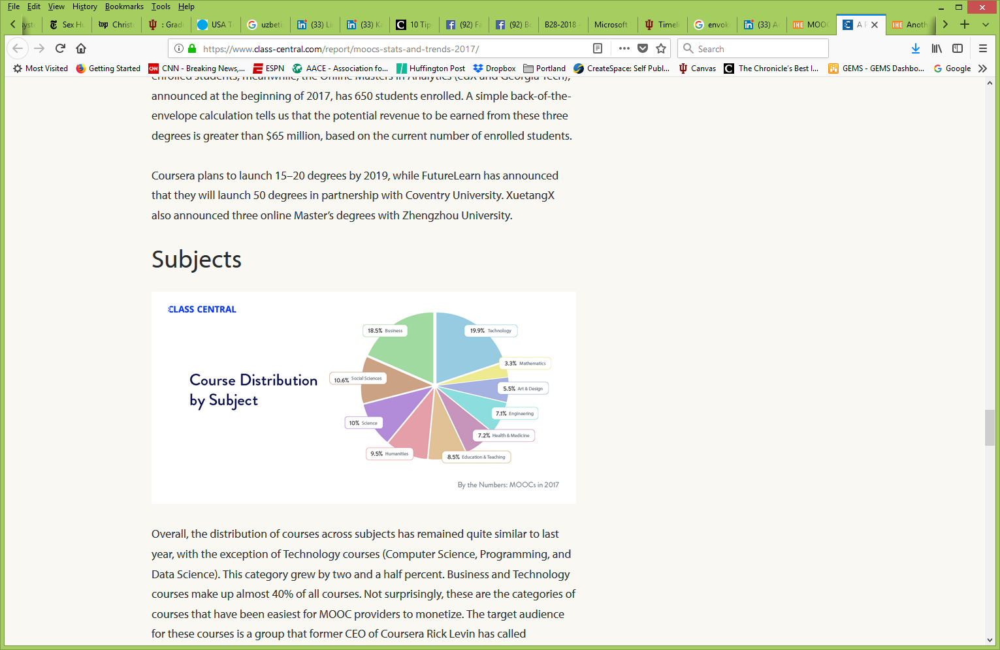 File Edit View History Bookmarks Tools Help
syste Sex Hu Christ : Grad USA T uzbeti (33) Li (33) Ka 10 Tip (92) Fa (92) Bo B28-2018 - Microsoft Timeli envok (33) A MOOC A Anoth
https://www.class-central.com/report/moocs-stats-and-trends-2017/ Search
Most Visited Getting Started CNN - Breaking News,... ESPN AACE - Association fo... Huffington Post Dropbox Portland CreateSpace: Self Publ... Canvas The Chronicle's Best I... GEMS - GEMS Dashbo... Google
enrolled students, meanwhile, the Online Masters in Analytics (edX and Georgia Tech),
announced at the beginning of 2017, has 650 students enrolled. A simple back-of-the-
envelope calculation tells us that the potential revenue to be earned from these three
degrees is greater than $65 million, based on the current number of enrolled students.
Coursera plans to launch 15–20 degrees by 2019, while FutureLearn has announced
that they will launch 50 degrees in partnership with Coventry University. XuetangX
also announced three online Master's degrees with Zhengzhou University.
Subjects
CLASS CENTRAL
Course Distribution
by Subject
18.5% Business
19.9% Technology
3.3% Mathematics
10.6% Social Sciences
5.5% Art & Design
7.1% Engineering
10% Science
7.2% Health & Medicine
9.5% Humanities
8.5% Education & Teaching
By the Numbers: MOOCs in 2017
Overall, the distribution of courses across subjects has remained quite similar to last
year, with the exception of Technology courses (Computer Science, Programming, and
Data Science). This category grew by two and a half percent. Business and Technology
courses make up almost 40% of all courses. Not surprisingly, these are the categories of
courses that have been easiest for MOOC providers to monetize. The target audience
for these courses is a group that former CEO of Coursera Rick Levin has called